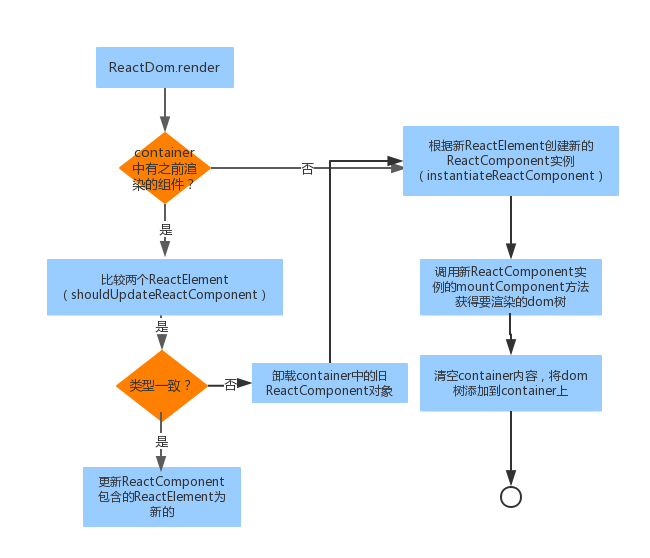 ReactDom.render
container
中有之前渲
染的组件？
否
根据新ReactElement创建新的
ReactComponent实例
（instantiateReactComponent）
是
比较两个ReactElement
（shouldUpdateReactComponent）
调用新ReactComponent实
例的mountComponent方法
获得要渲染的dom树
是
类型一致？
否
卸载container中的旧
ReactComponent对象
清空container内容，将dom
树添加到container上
是
更新ReactComponent
包含的ReactElement为
新的